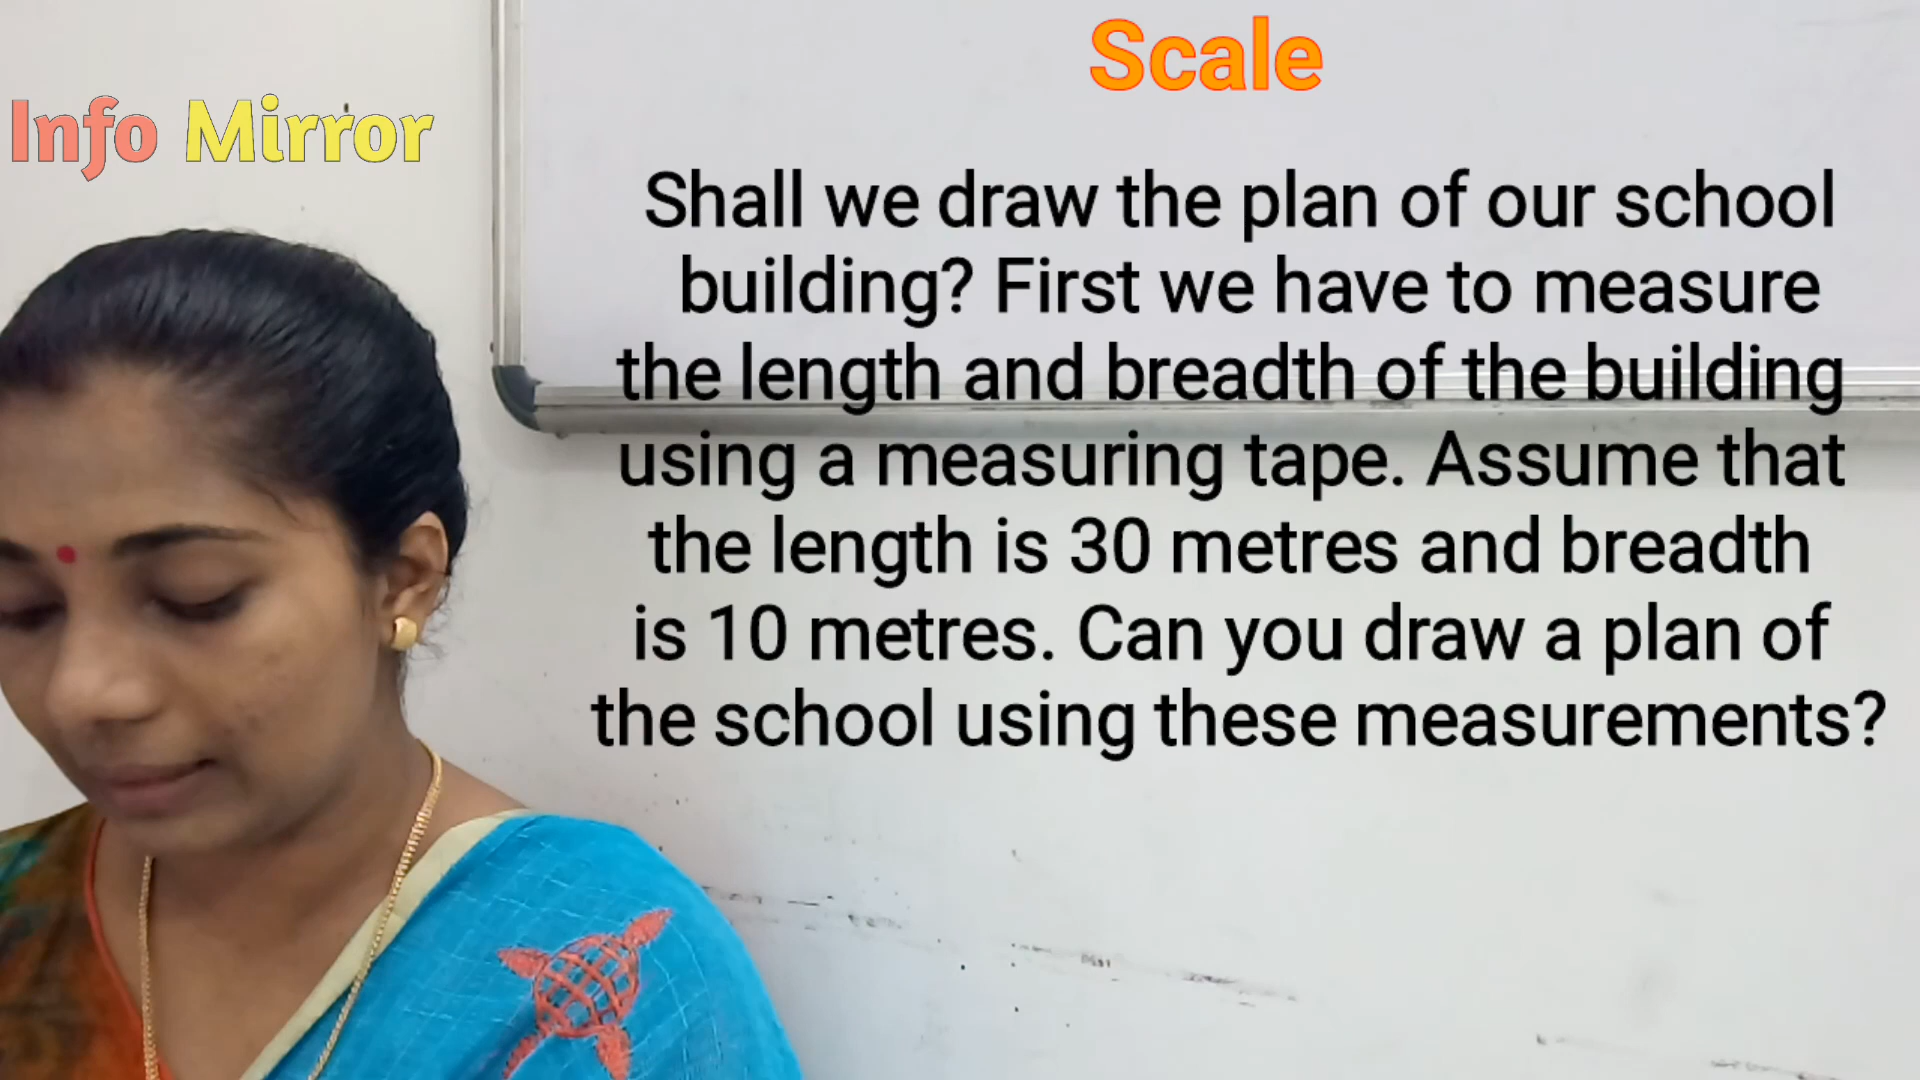 Scale
Info Mirror
Shall we draw the plan of our school
building? First we have to measure
the length and breadth of the building
using a measuring tape. Assume that
the length is 30 metres and breadth
is 10 metres. Can you draw a plan of
the school using these measurements?